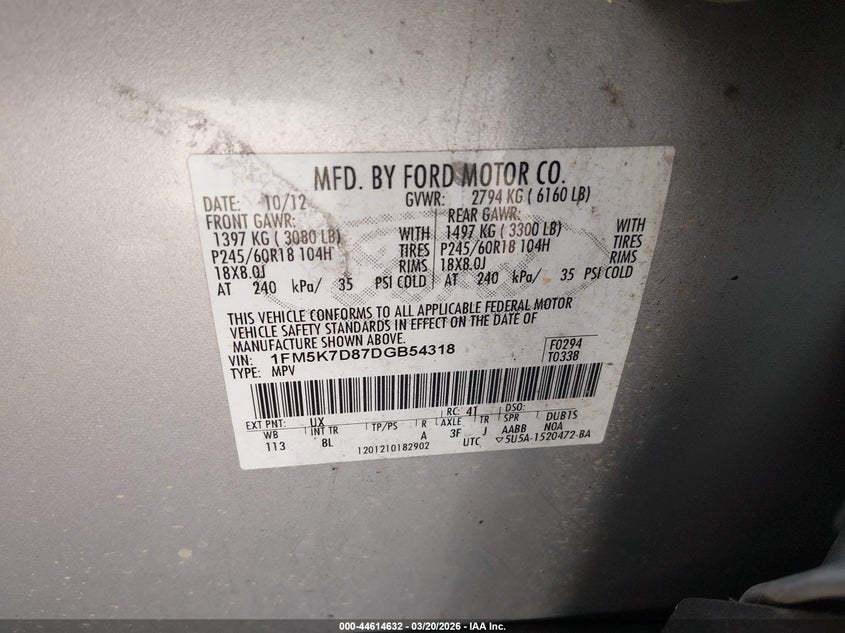 MFD. BY FORD MOTOR CO.
DATE: 10/12 GVWR: 2794 KG ( 6160 LB)
FRONT GAWR: REAR GAWR:
1397 KG ( 3080 LB) WITH 1497 KG ( 3300 LB) WITH
P245/60R18 104H TIRES P245/60R18 104H TIRES
18X8.0J RIMS 18X8.0J RIMS
AT 240 kPa/ 35 PSI COLD AT 240 kPa/ 35 PSI COLD
THIS VEHICLE CONFORMS TO ALL APPLICABLE FEDERAL MOTOR
VEHICLE SAFETY STANDARDS IN EFFECT ON THE DATE OF
MANUFACTURE SHOWN ABOVE.
VIN: 1FM5K7D87DGB54318 F0294
TYPE: MPV T0338
EXT PNT: UX RC: 41 DSO:
WB INT TR TP/PS R AXLE TR SPR DUB1S
113 BL A 3F J AABB N0A
1201210182902 UTC ▽5U5A-1520472-BA
000-44614632 - 03/20/2026 - IAA Inc.